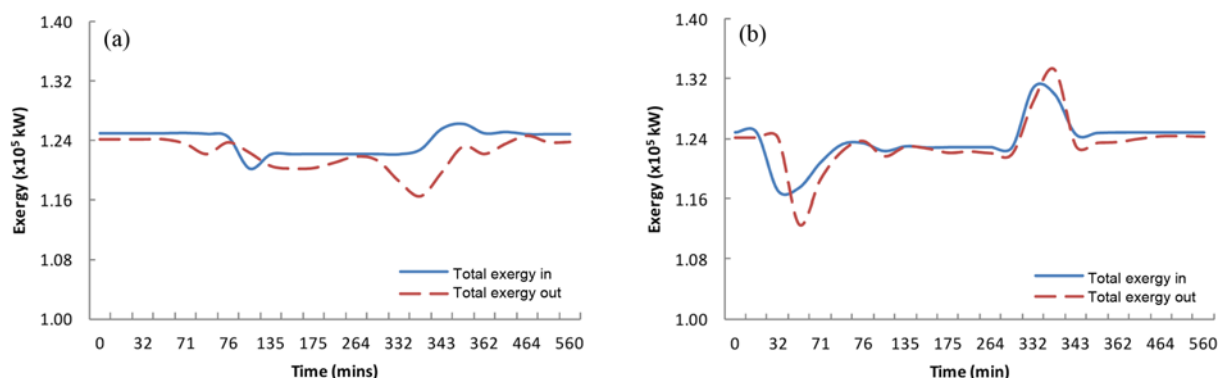 (a)
Exergy (x10⁵ kW)
1.40
1.32
1.24
1.16
1.08
1.00
Total exergy in
Total exergy out
0 32 71 76 135 175 264 332 343 362 464 560
Time (mins)
(b)
Exergy (x10⁵ kW)
1.40
1.32
1.24
1.16
1.08
1.00
Total exergy in
Total exergy out
0 32 71 76 135 175 264 332 343 362 464 560
Time (min)